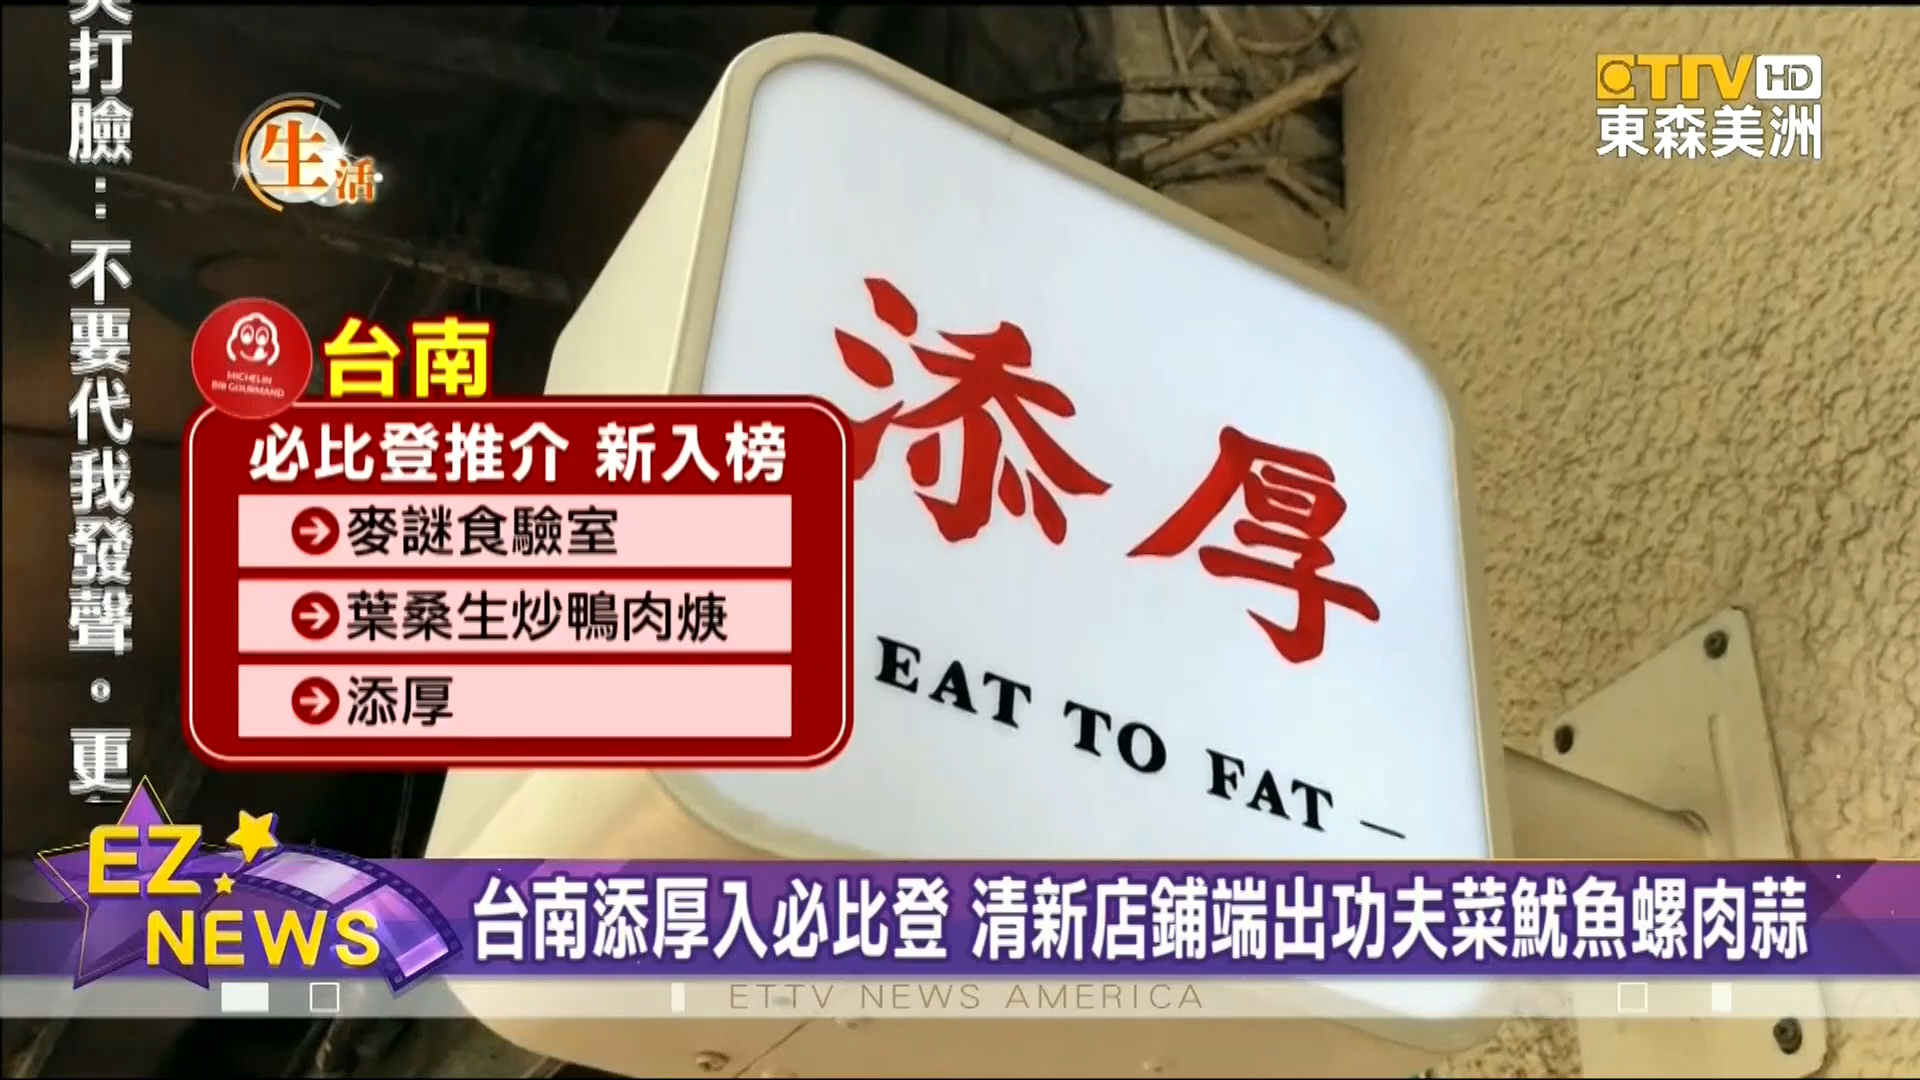 打臉：不要代我發聲。更
生活
ETTV HD
東森美洲
MICHELIN
BIB GOURMAND
台南
必比登推介 新入榜
麥謎食驗室
葉桑生炒鴨肉焿
添厚
添厚
EAT TO FAT
EZ NEWS
台南添厚入必比登 清新店鋪端出功夫菜魷魚螺肉蒜
ETTV NEWS AMERICA